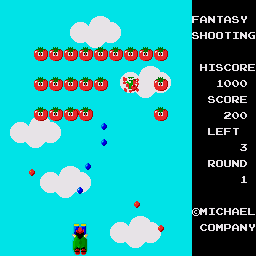 FANTASY
SHOOTING
HISCORE
1000
SCORE
200
LEFT
3
ROUND
1
©MICHAEL
COMPANY